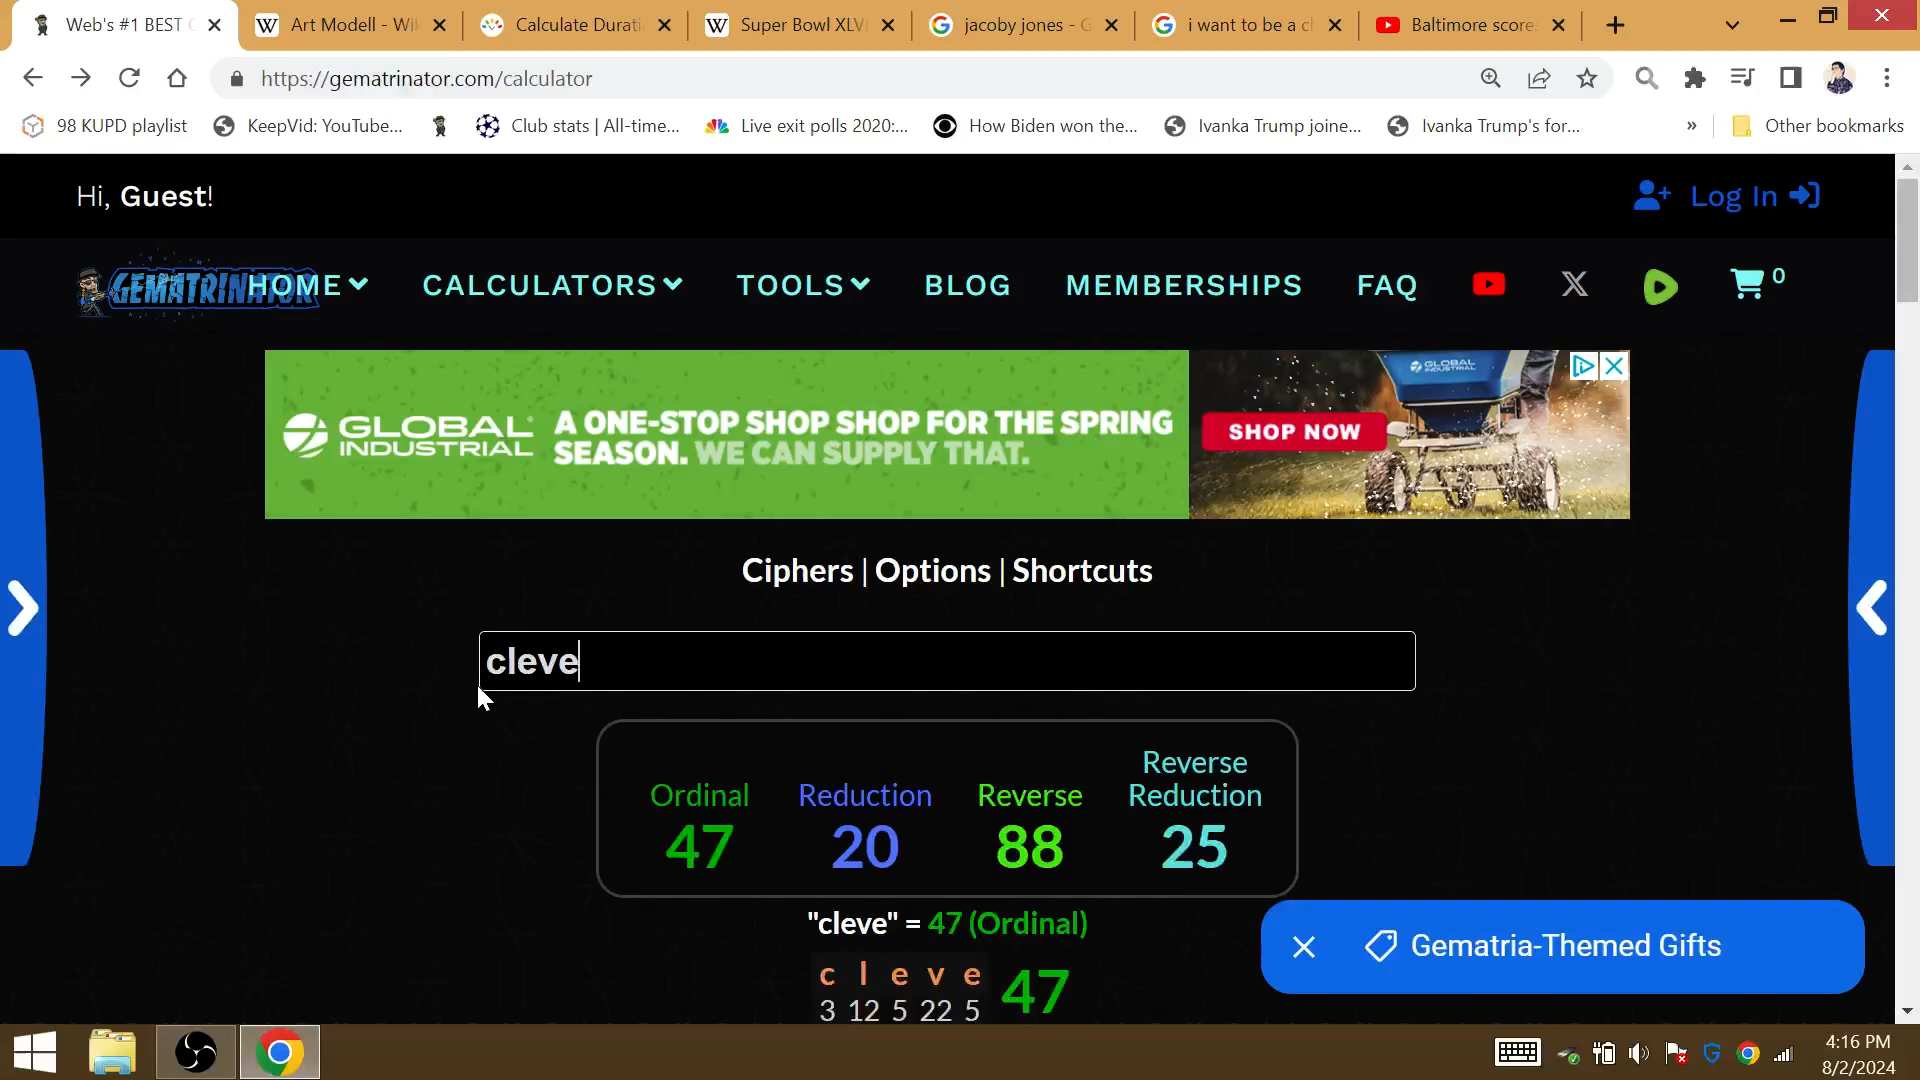 Web's #1 BEST
Art Modell - Wi
Calculate Durati
Super Bowl XLV
jacoby jones - G
i want to be a ch
Baltimore score
https://gematrinator.com/calculator
98 KUPD playlist
KeepVid: YouTube...
Club stats | All-time...
Live exit polls 2020:...
How Biden won the...
Ivanka Trump joine...
Ivanka Trump's for...
»
Other bookmarks
Hi, Guest!
Log In
GEMATRINATOR
HOME
CALCULATORS
TOOLS
BLOG
MEMBERSHIPS
FAQ
X
0
GLOBAL INDUSTRIAL
A ONE-STOP SHOP SHOP FOR THE SPRING
SEASON. WE CAN SUPPLY THAT.
SHOP NOW
GLOBAL INDUSTRIAL
Ciphers | Options | Shortcuts
cleve
Ordinal
47
Reduction
20
Reverse
88
Reverse
Reduction
25
"cleve" = 47 (Ordinal)
c l e v e
3 12 5 22 5
47
Gematria-Themed Gifts
4:16 PM
8/2/2024